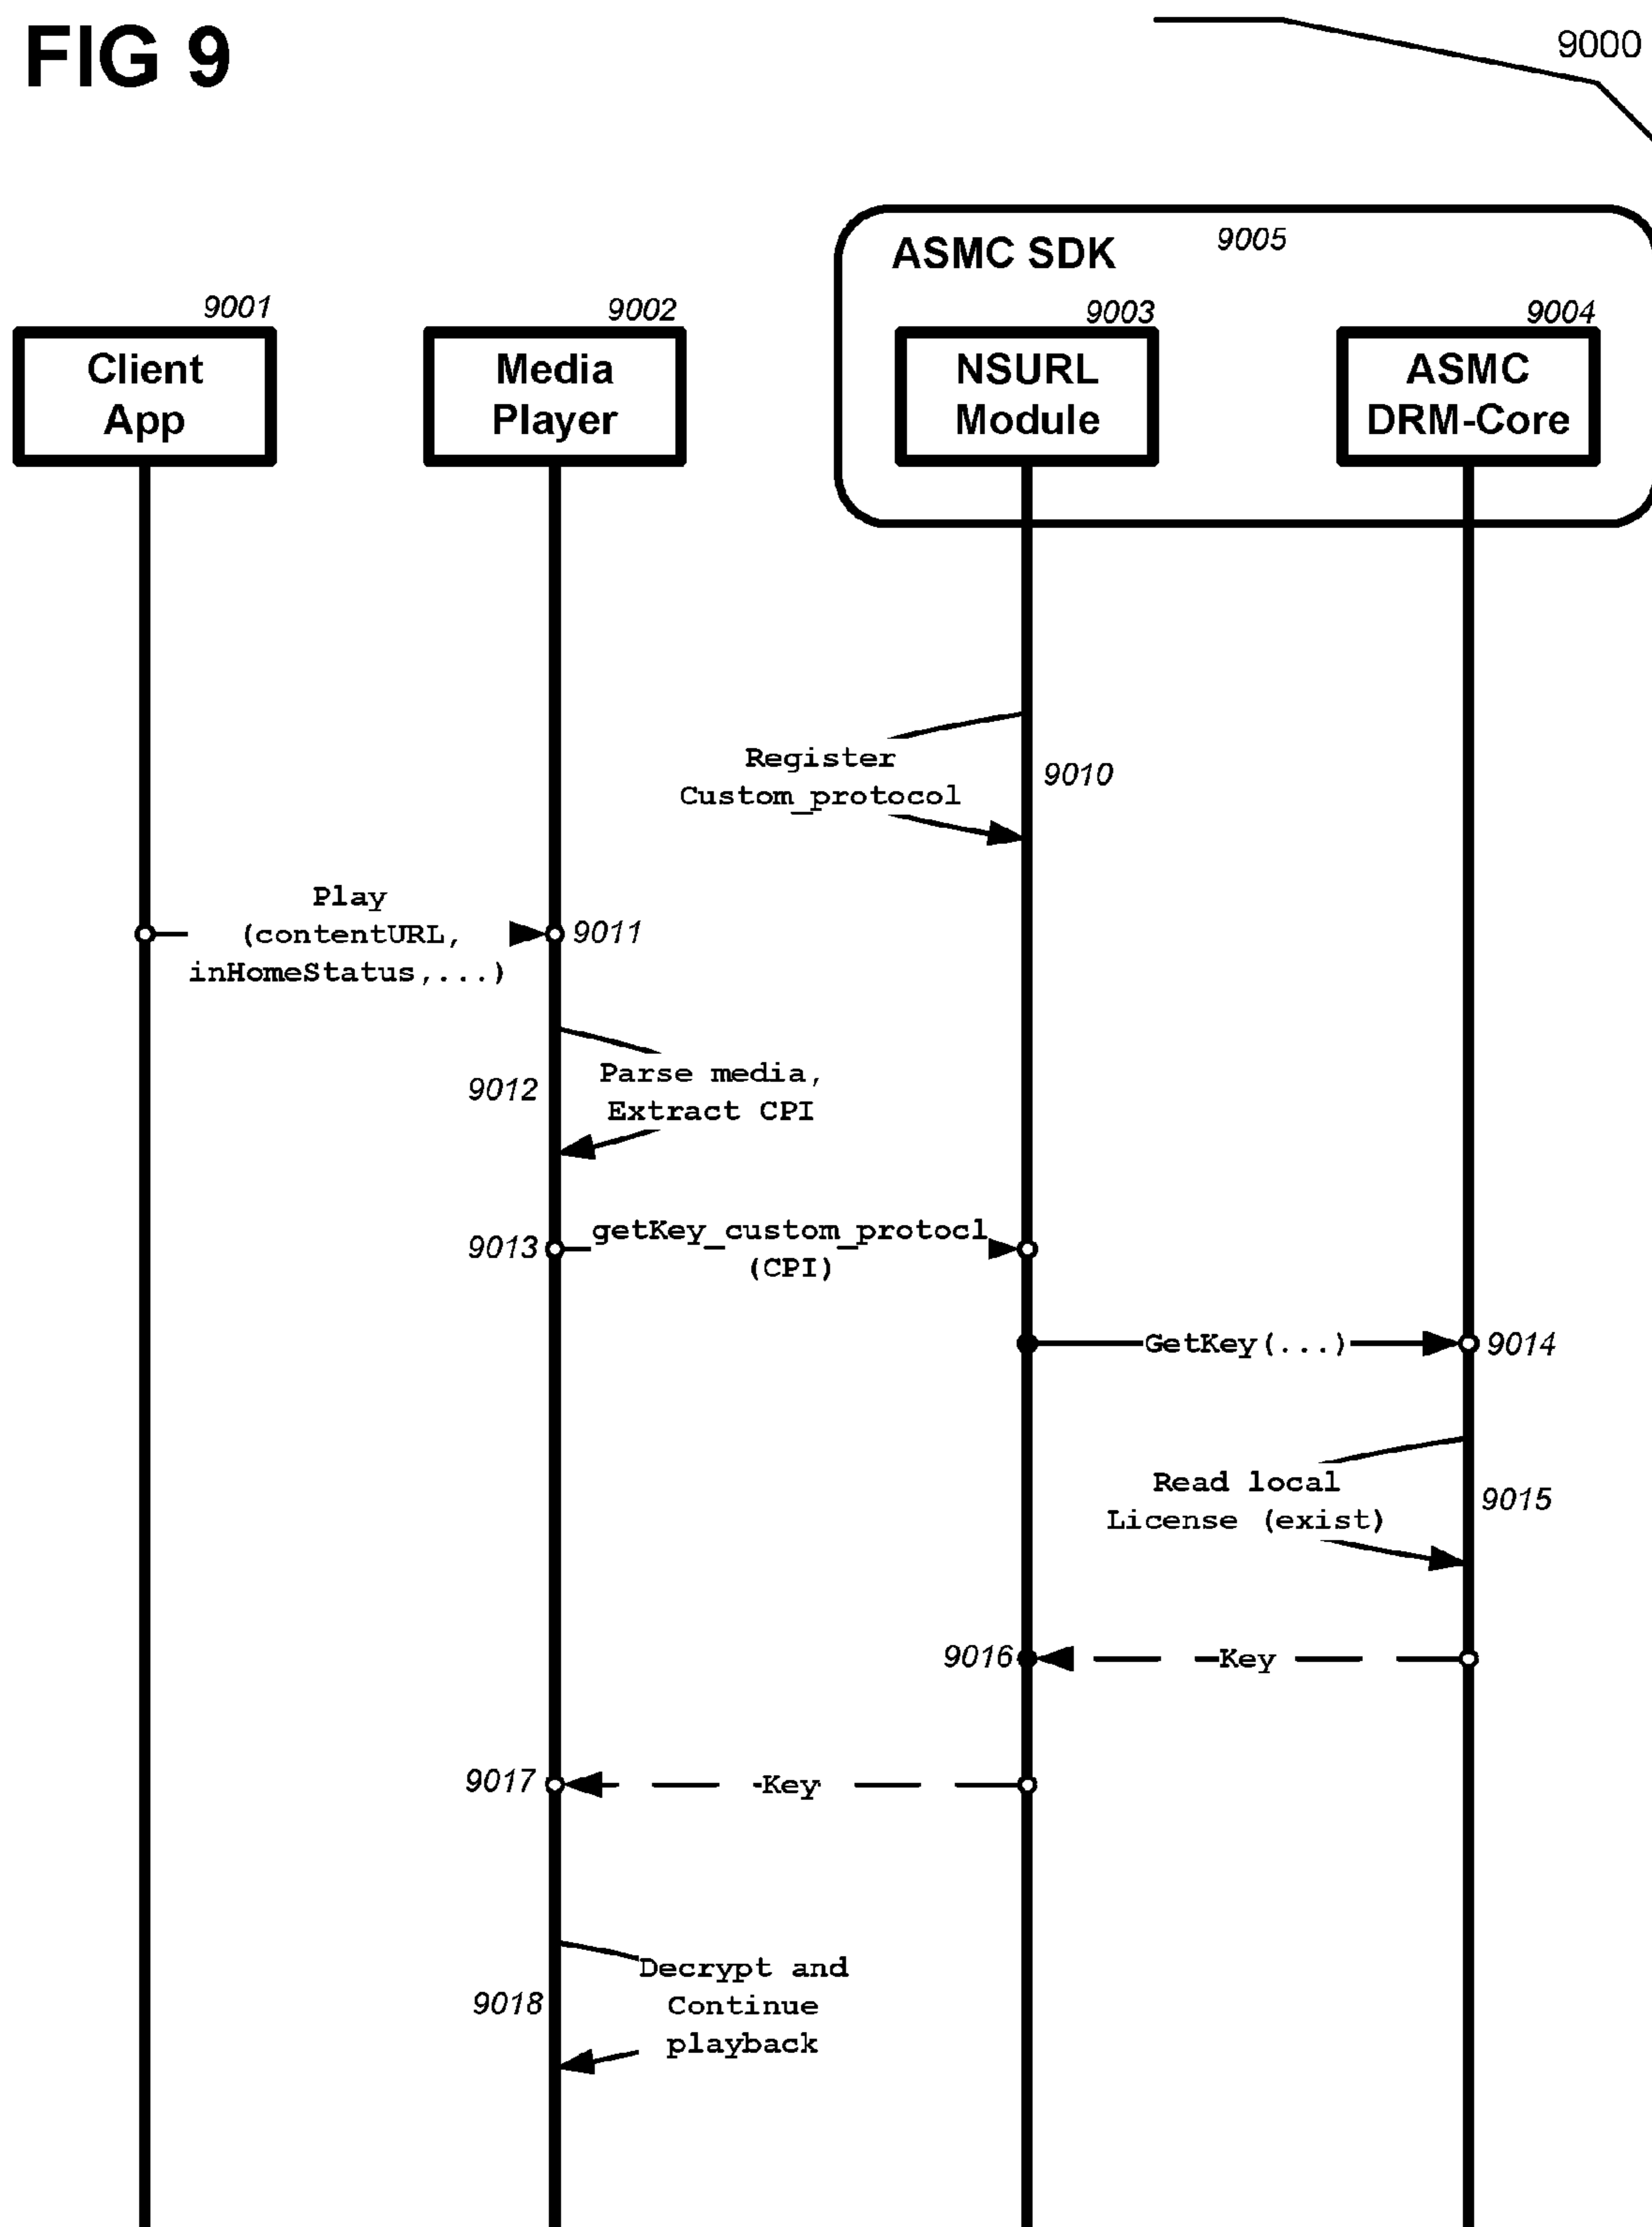 FIG 9
9000
ASMC SDK
9005
9001
9002
9003
9004
Client
App
Media
Player
NSURL
Module
ASMC
DRM-Core
Register
Custom_protocol
9010
Play
(contentURL,
inHomeStatus,...)
9011
9012
Parse media,
Extract CPI
9013
getKey_custom_protocl
(CPI)
GetKey(...)
9014
Read local
License (exist)
9015
9016
Key
9017
Key
9018
Decrypt and
Continue
playback